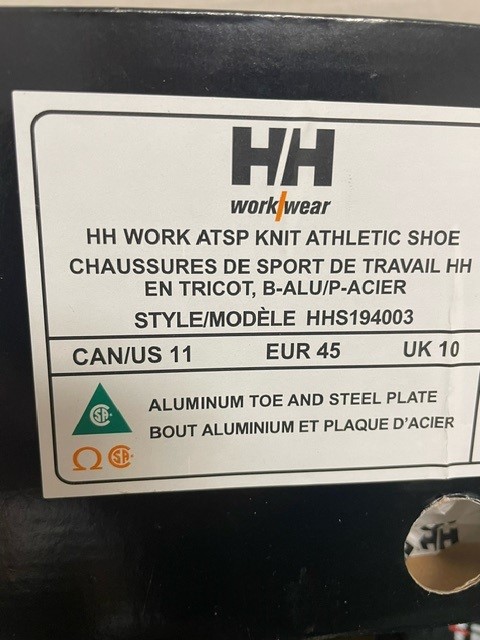 H/H
work/wear
HH WORK ATSP KNIT ATHLETIC SHOE
CHAUSSURES DE SPORT DE TRAVAIL HH
EN TRICOT, B-ALU/P-ACIER
STYLE/MODÈLE HHS194003
CAN/US 11 EUR 45 UK 10
ALUMINUM TOE AND STEEL PLATE
BOUT ALUMINIUM ET PLAQUE D'ACIER
CSA
Ω CSA
HH